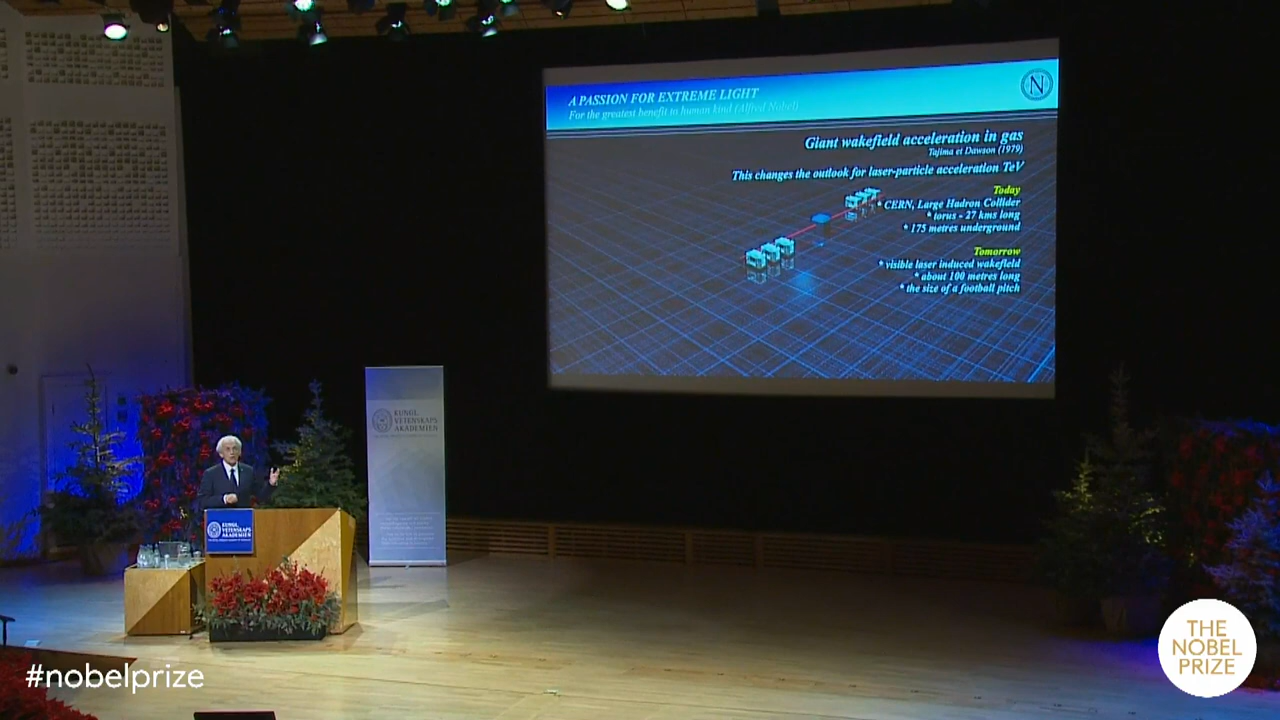 A PASSION FOR EXTREME LIGHT
For the greatest benefit to human kind (Alfred Nobel)
N
Giant wakefield acceleration in gas
Tajima et Dawson (1979)
This changes the outlook for laser-particle acceleration TeV
Today
* CERN, Large Hadron Collider
* torus - 27 kms long
* 175 metres underground
Tomorrow
* visible laser induced wakefield
* about 100 metres long
* the size of a football pitch
KUNGL.
VETENSKAPS
AKADEMIEN
KUNGL.
VETENSKAPS
AKADEMIEN
#nobelprize
THE
NOBEL
PRIZE